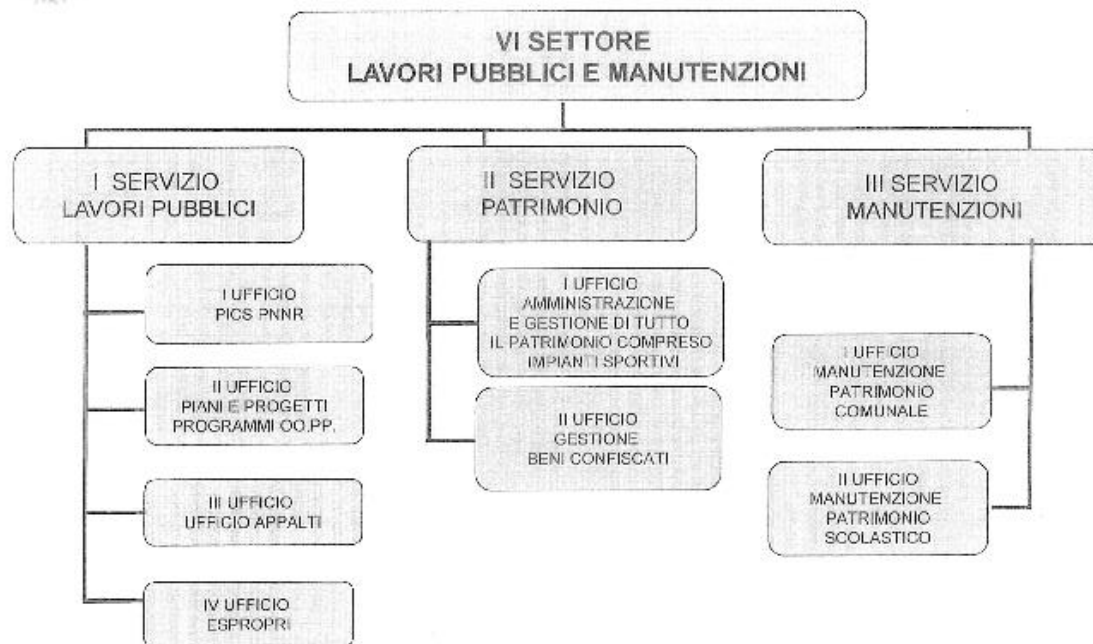 VI SETTORE
LAVORI PUBBLICI E MANUTENZIONI
I SERVIZIO
LAVORI PUBBLICI
I UFFICIO
PICS PNNR
II UFFICIO
PIANI E PROGETTI
PROGRAMMI OO.PP.
III UFFICIO
UFFICIO APPALTI
IV UFFICIO
ESPROPRI
II SERVIZIO
PATRIMONIO
I UFFICIO
AMMINISTRAZIONE
E GESTIONE DI TUTTO
IL PATRIMONIO COMPRESO
IMPIANTI SPORTIVI
II UFFICIO
GESTIONE
BENI CONFISCATI
III SERVIZIO
MANUTENZIONI
I UFFICIO
MANUTENZIONE
PATRIMONIO
COMUNALE
II UFFICIO
MANUTENZIONE
PATRIMONIO
SCOLASTICO